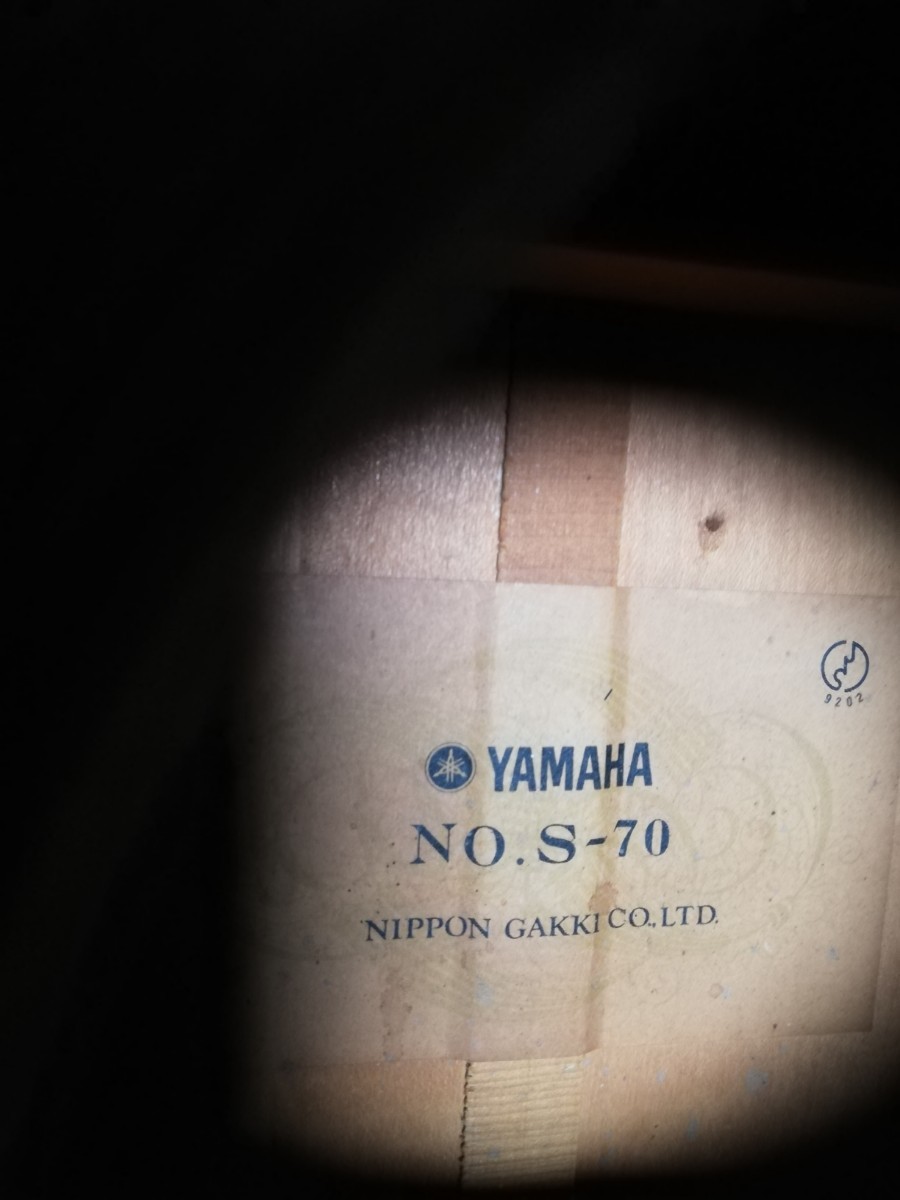 9202
YAMAHA
NO. S-70
NIPPON GAKKI CO., LTD.